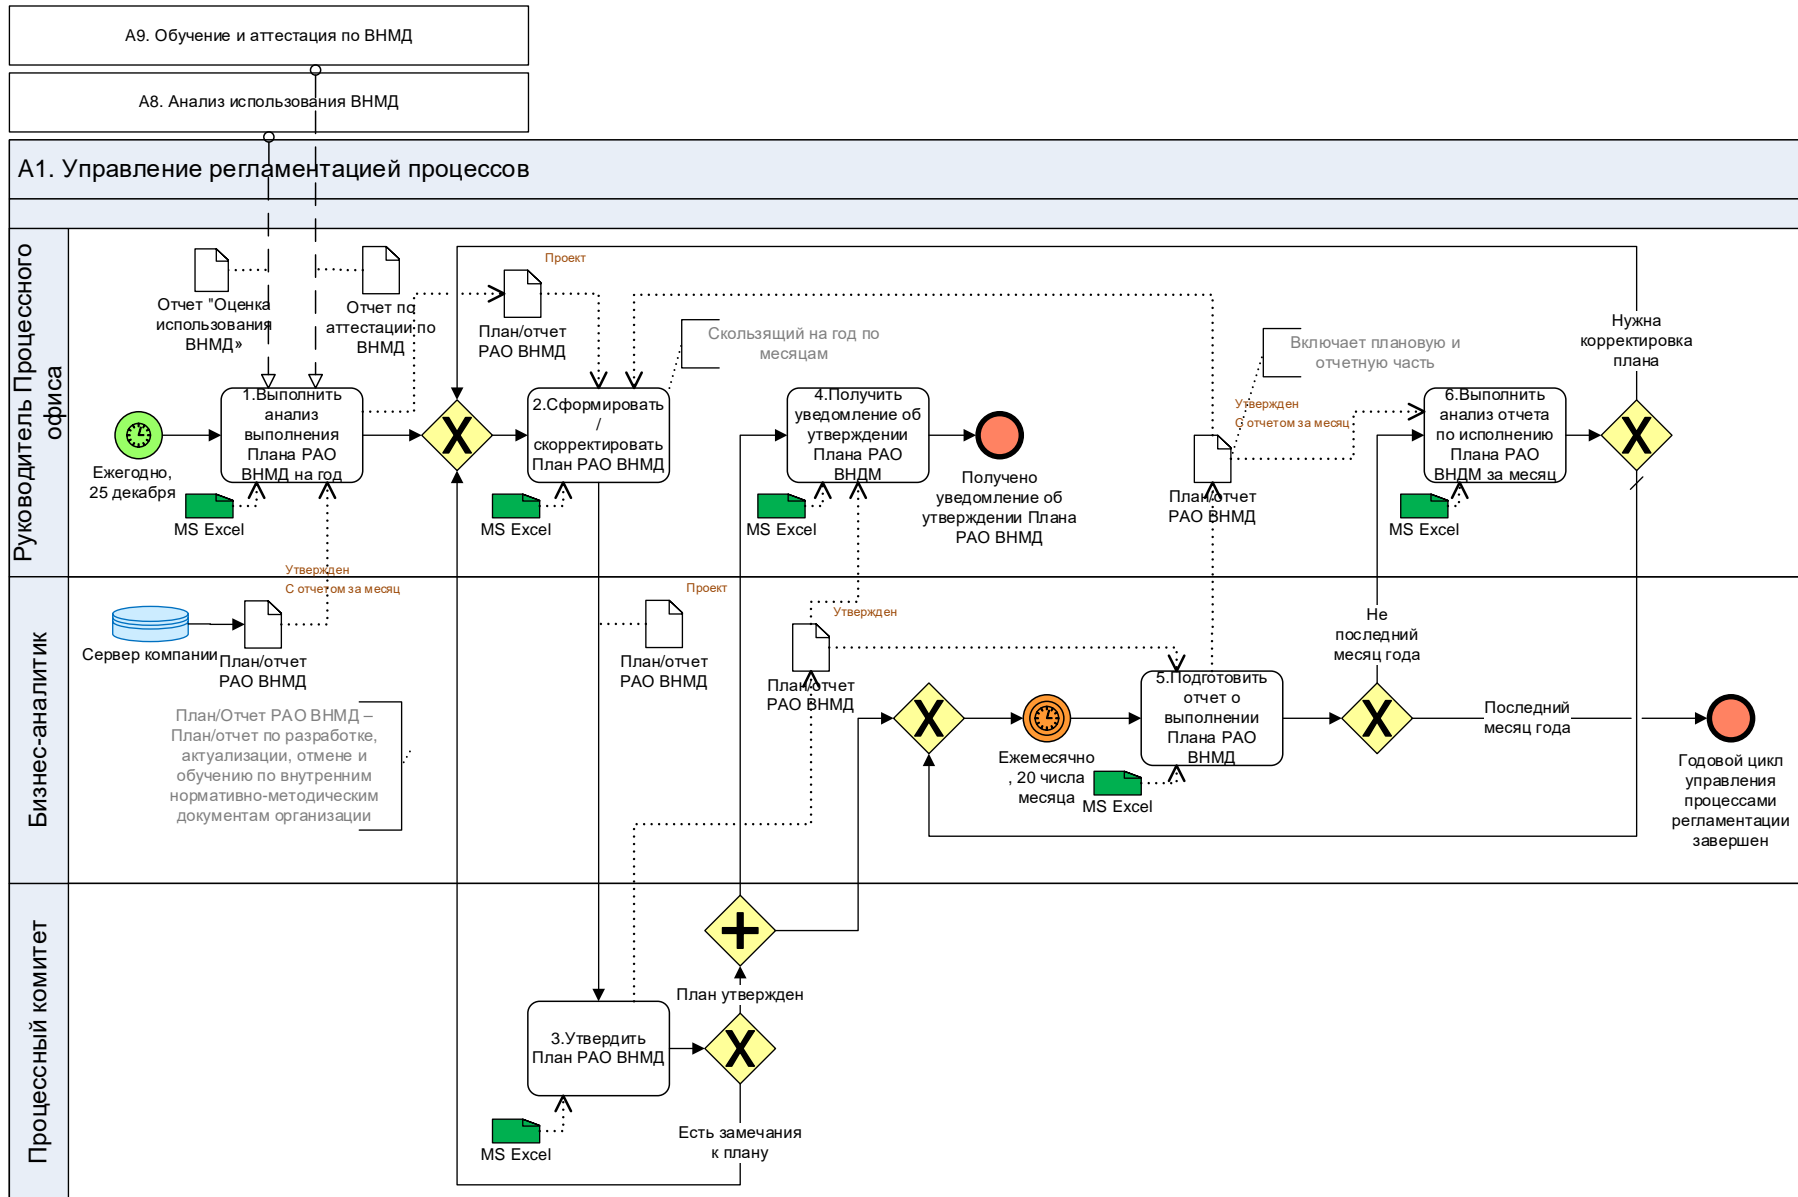 А9. Обучение и аттестация по ВНМД
А8. Анализ использования ВНМД
А1. Управление регламентацией процессов
Руководитель Процессного
офиса
Отчет "Оценка
использования
ВНМД»
Отчет по
аттестации по
ВНМД
Проект
План/отчет
РАО ВНМД
Скользящий на год по
месяцам
Включает плановую и
отчетную часть
Нужна
корректировка
плана
Ежегодно,
25 декабря
1.Выполнить
анализ
выполнения
Плана РАО
ВНМД на год
MS Excel
2.Сформировать
/
скорректировать
План РАО ВНМД
MS Excel
4.Получить
уведомление об
утверждении
Плана РАО
ВНДМ
MS Excel
Получено
уведомление об
утверждении Плана
РАО ВНМД
Утвержден
С отчетом за месяц
План/отчет
РАО ВНМД
6.Выполнить
анализ отчета
по исполнению
Плана РАО
ВНДМ за месяц
MS Excel
Бизнес-аналитик
Утвержден
С отчетом за месяц
Сервер компании
План/отчет
РАО ВНМД
План/Отчет РАО ВНМД –
План/отчет по разработке,
актуализации, отмене и
обучению по внутренним
нормативно-методическим
документам организации
Проект
План/отчет
РАО ВНМД
Утвержден
План/отчет
РАО ВНМД
Ежемесячно
, 20 числа
месяца
5.Подготовить
отчет о
выполнении
Плана РАО
ВНМД
MS Excel
Не
последний
месяц года
Последний
месяц года
Годовой цикл
управления
процессами
регламентации
завершен
Процессный комитет
План утвержден
3.Утвердить
План РАО ВНМД
MS Excel
Есть замечания
к плану